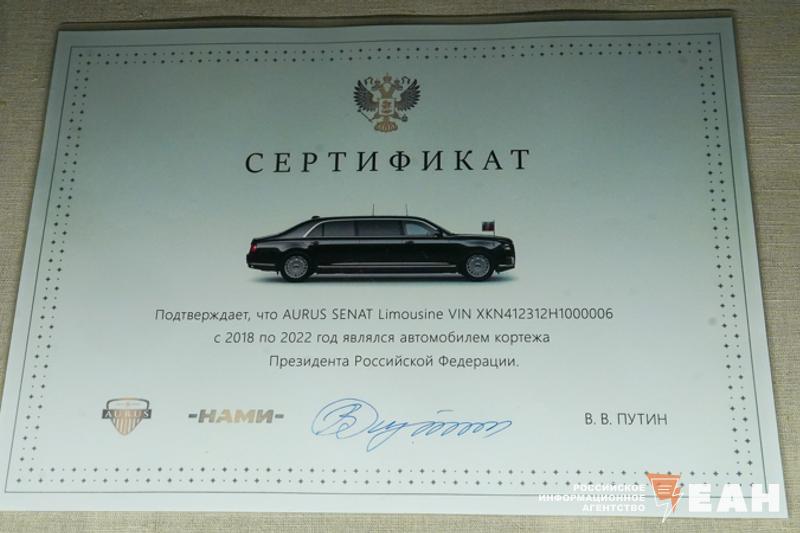 СЕРТИФИКАТ
Подтверждает, что AURUS SENAT Limousine VIN XKN412312H1000006
с 2018 по 2022 год являлся автомобилем кортежа
Президента Российской Федерации.
AURUS
-НАМИ-
В. В. ПУТИН
РОССИЙСКОЕ
ИНФОРМАЦИОННОЕ
АГЕНТСТВО
ЕАН